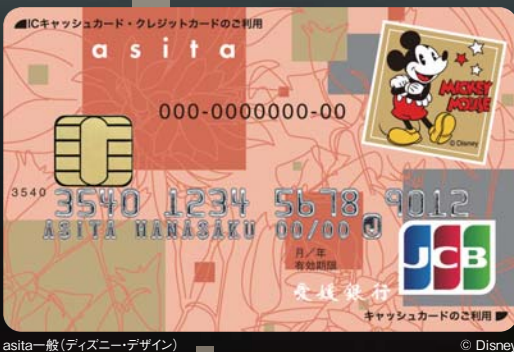 ◢ICキャッシュカード・クレジットカードのご利用
asita
MICKEY
MOUSE
© Disney
000-0000000-00
3540
3540 1234 5678 9012
ASITA HANASAKU 00/00
月/年
有効期限
愛媛銀行
JCB
キャッシュカードのご利用
asita一般(ディズニー・デザイン)
© Disney